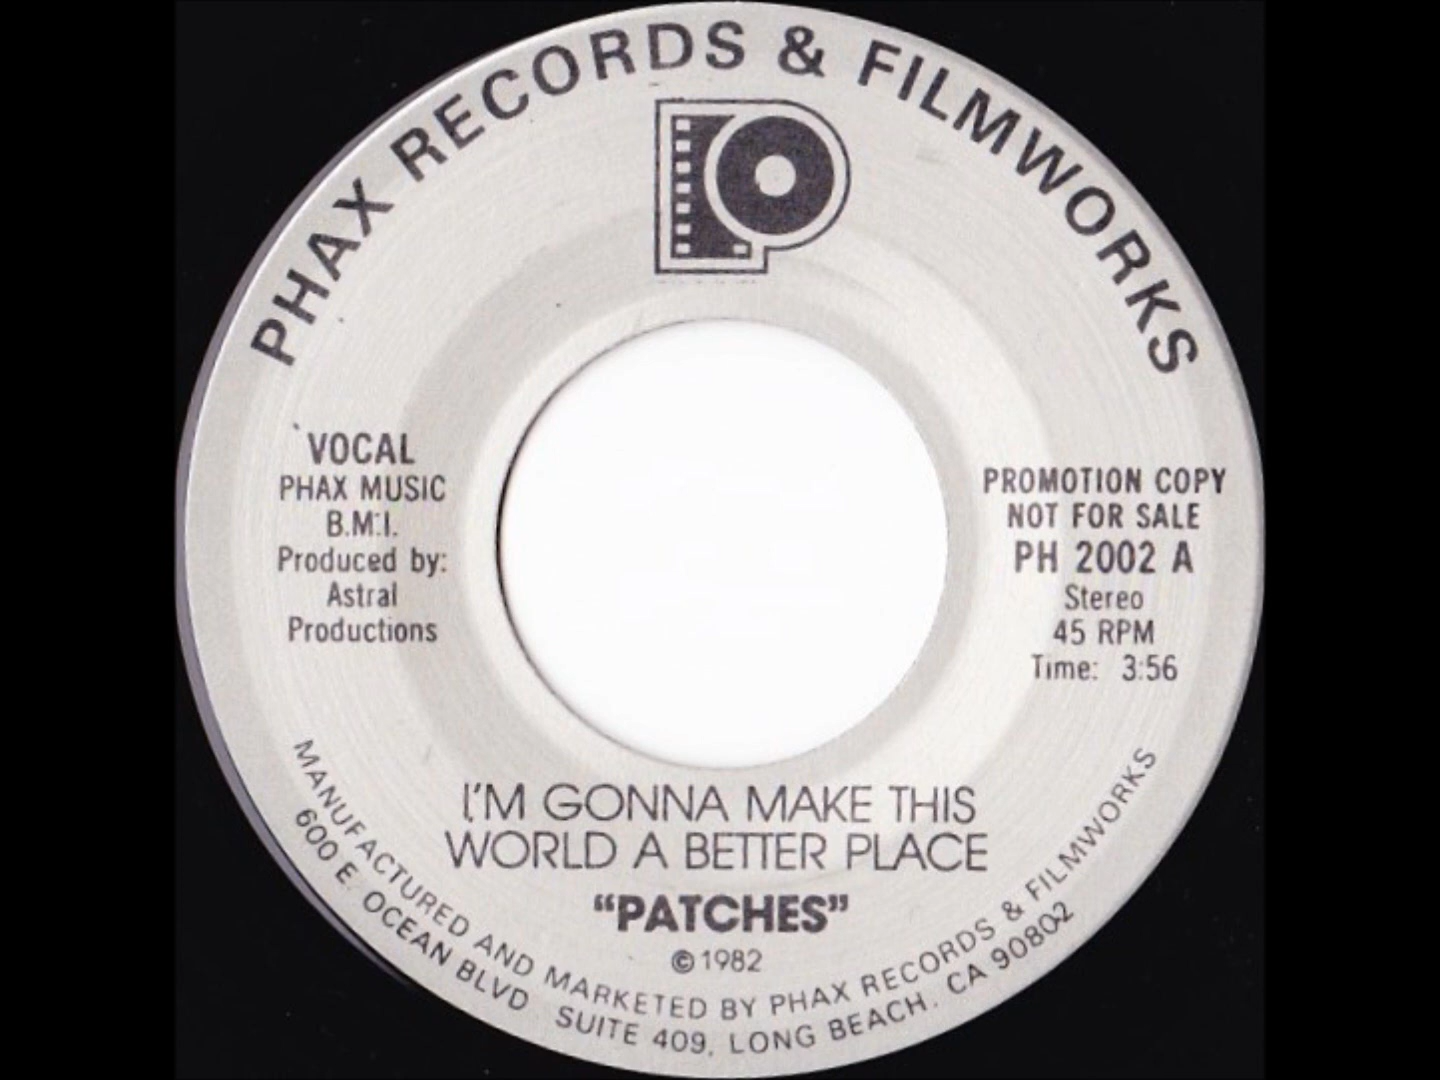 PHAX RECORDS & FILMWORKS
VOCAL
PHAX MUSIC
B.M.I.
Produced by:
Astral
Productions
PROMOTION COPY
NOT FOR SALE
PH 2002 A
Stereo
45 RPM
Time: 3:56
I'M GONNA MAKE THIS
WORLD A BETTER PLACE
“PATCHES”
©1982
MANUFACTURED AND MARKETED BY PHAX RECORDS & FILMWORKS
600 E. OCEAN BLVD SUITE 409, LONG BEACH. CA 90802